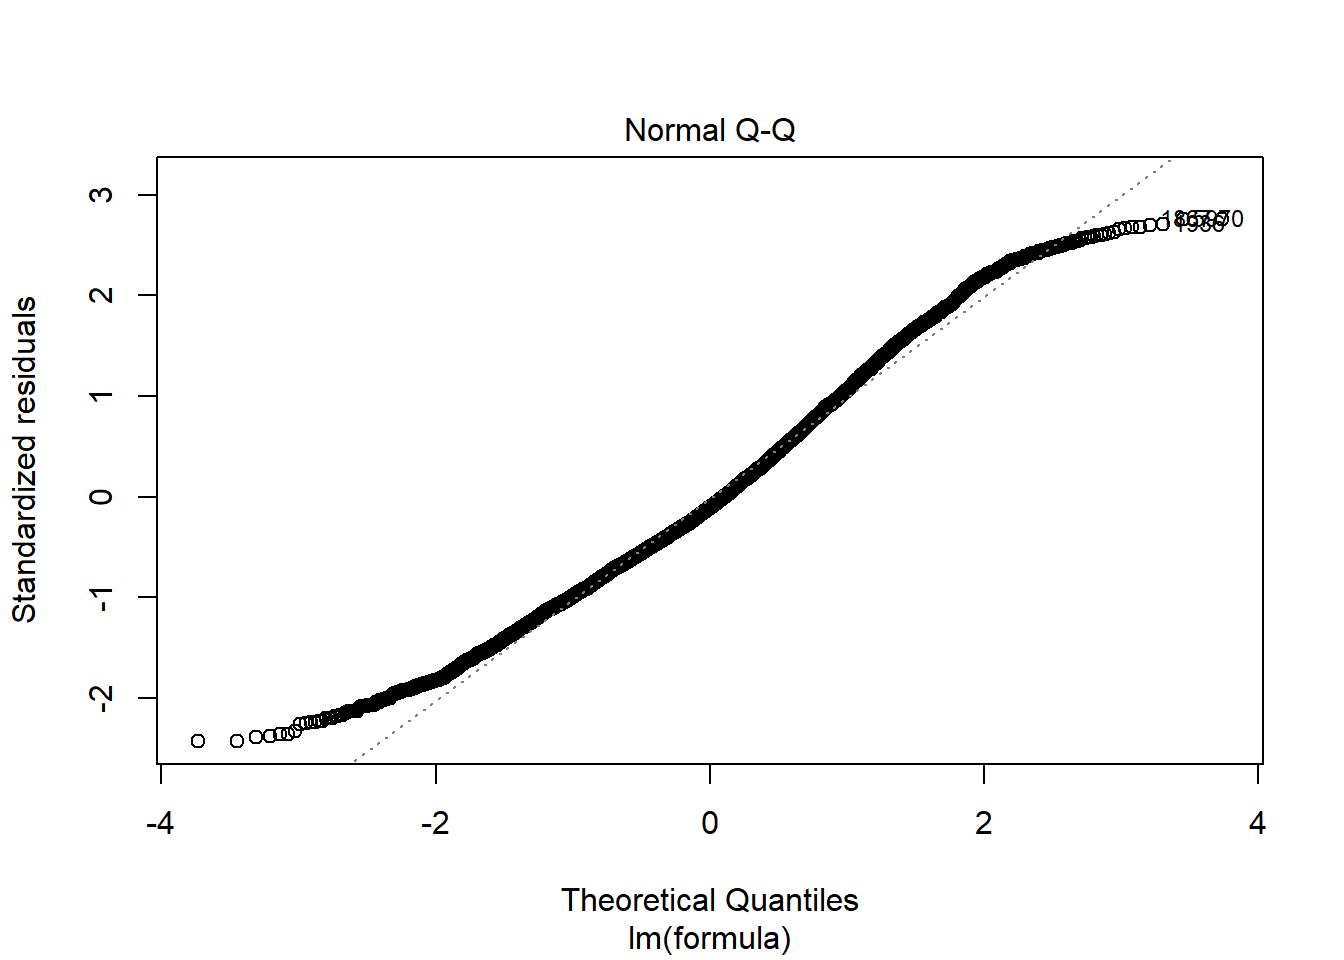 Normal Q-Q
3
2
1
0
-1
-2
Standardized residuals
-4
-2
0
2
4
Theoretical Quantiles
lm(formula)